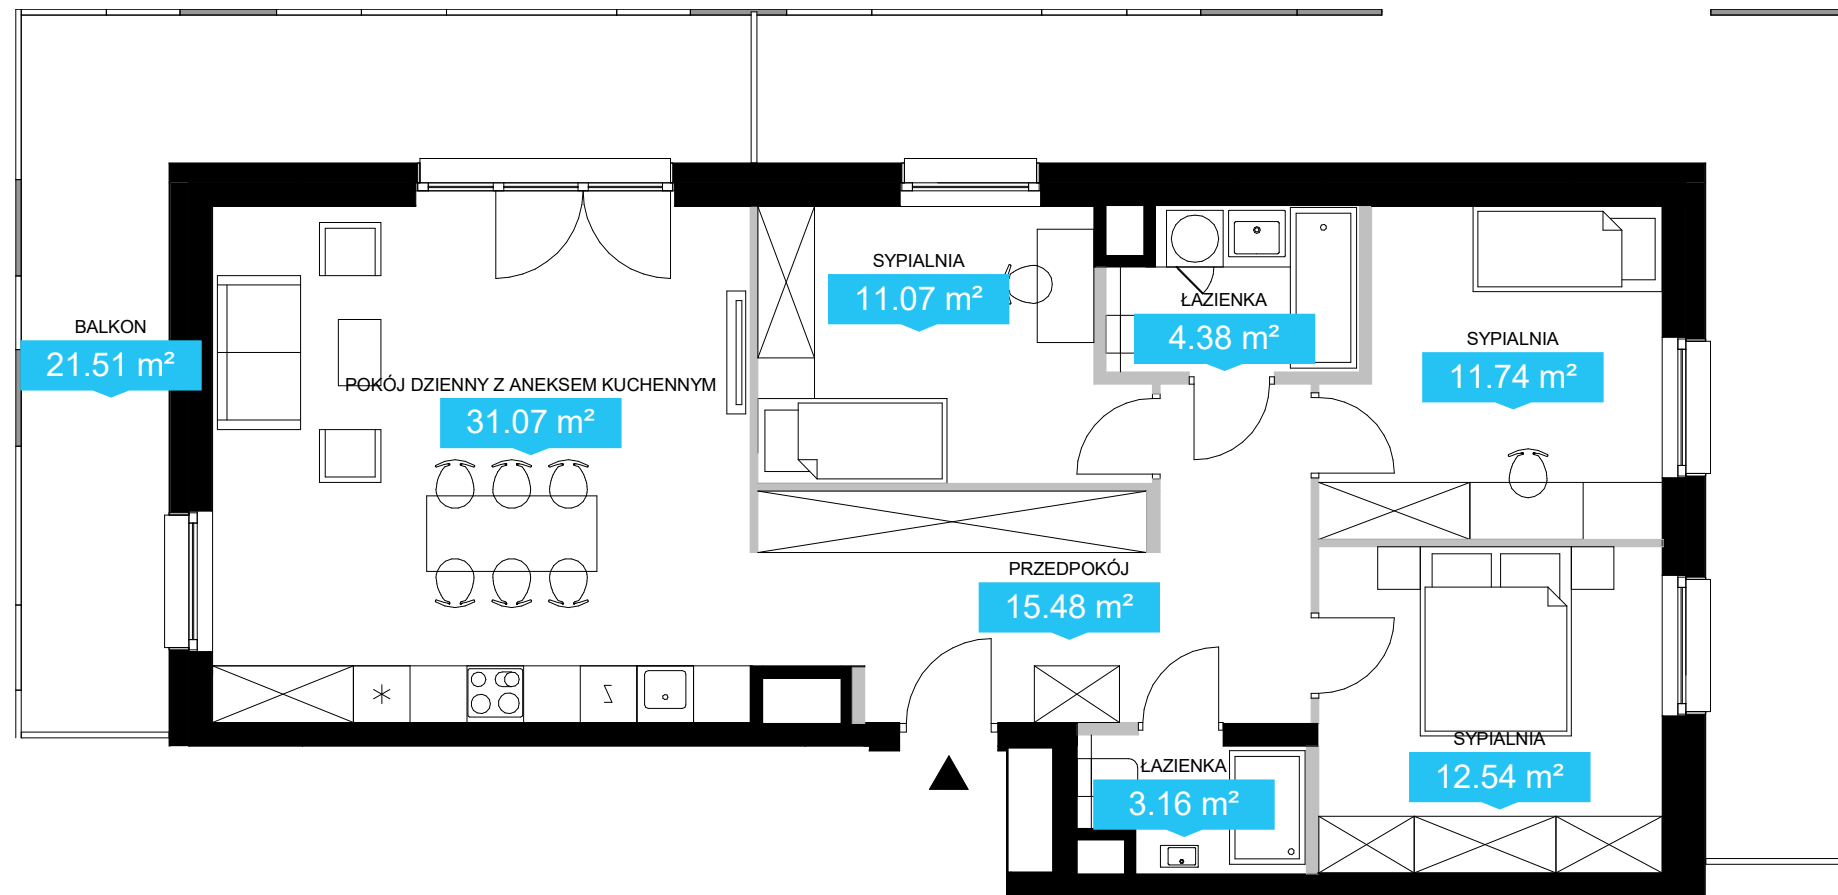 SYPIALNIA
11.07 m²
ŁAZIENKA
4.38 m²
BALKON
21.51 m²
SYPIALNIA
11.74 m²
POKÓJ DZIENNY Z ANEKSEM KUCHENNYM
31.07 m²
PRZEDPOKÓJ
15.48 m²
SYPIALNIA
12.54 m²
ŁAZIENKA
3.16 m²